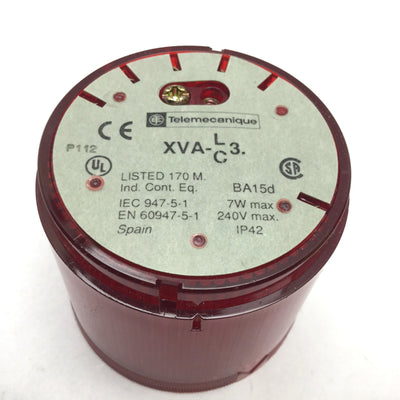 Telemecanique
CE
P112
XVA-L/C3.
UL
LISTED 170 M.
Ind. Cont. Eq.
BA15d
IEC 947-5-1 7W max
EN 60947-5-1 240V max.
Spain IP42